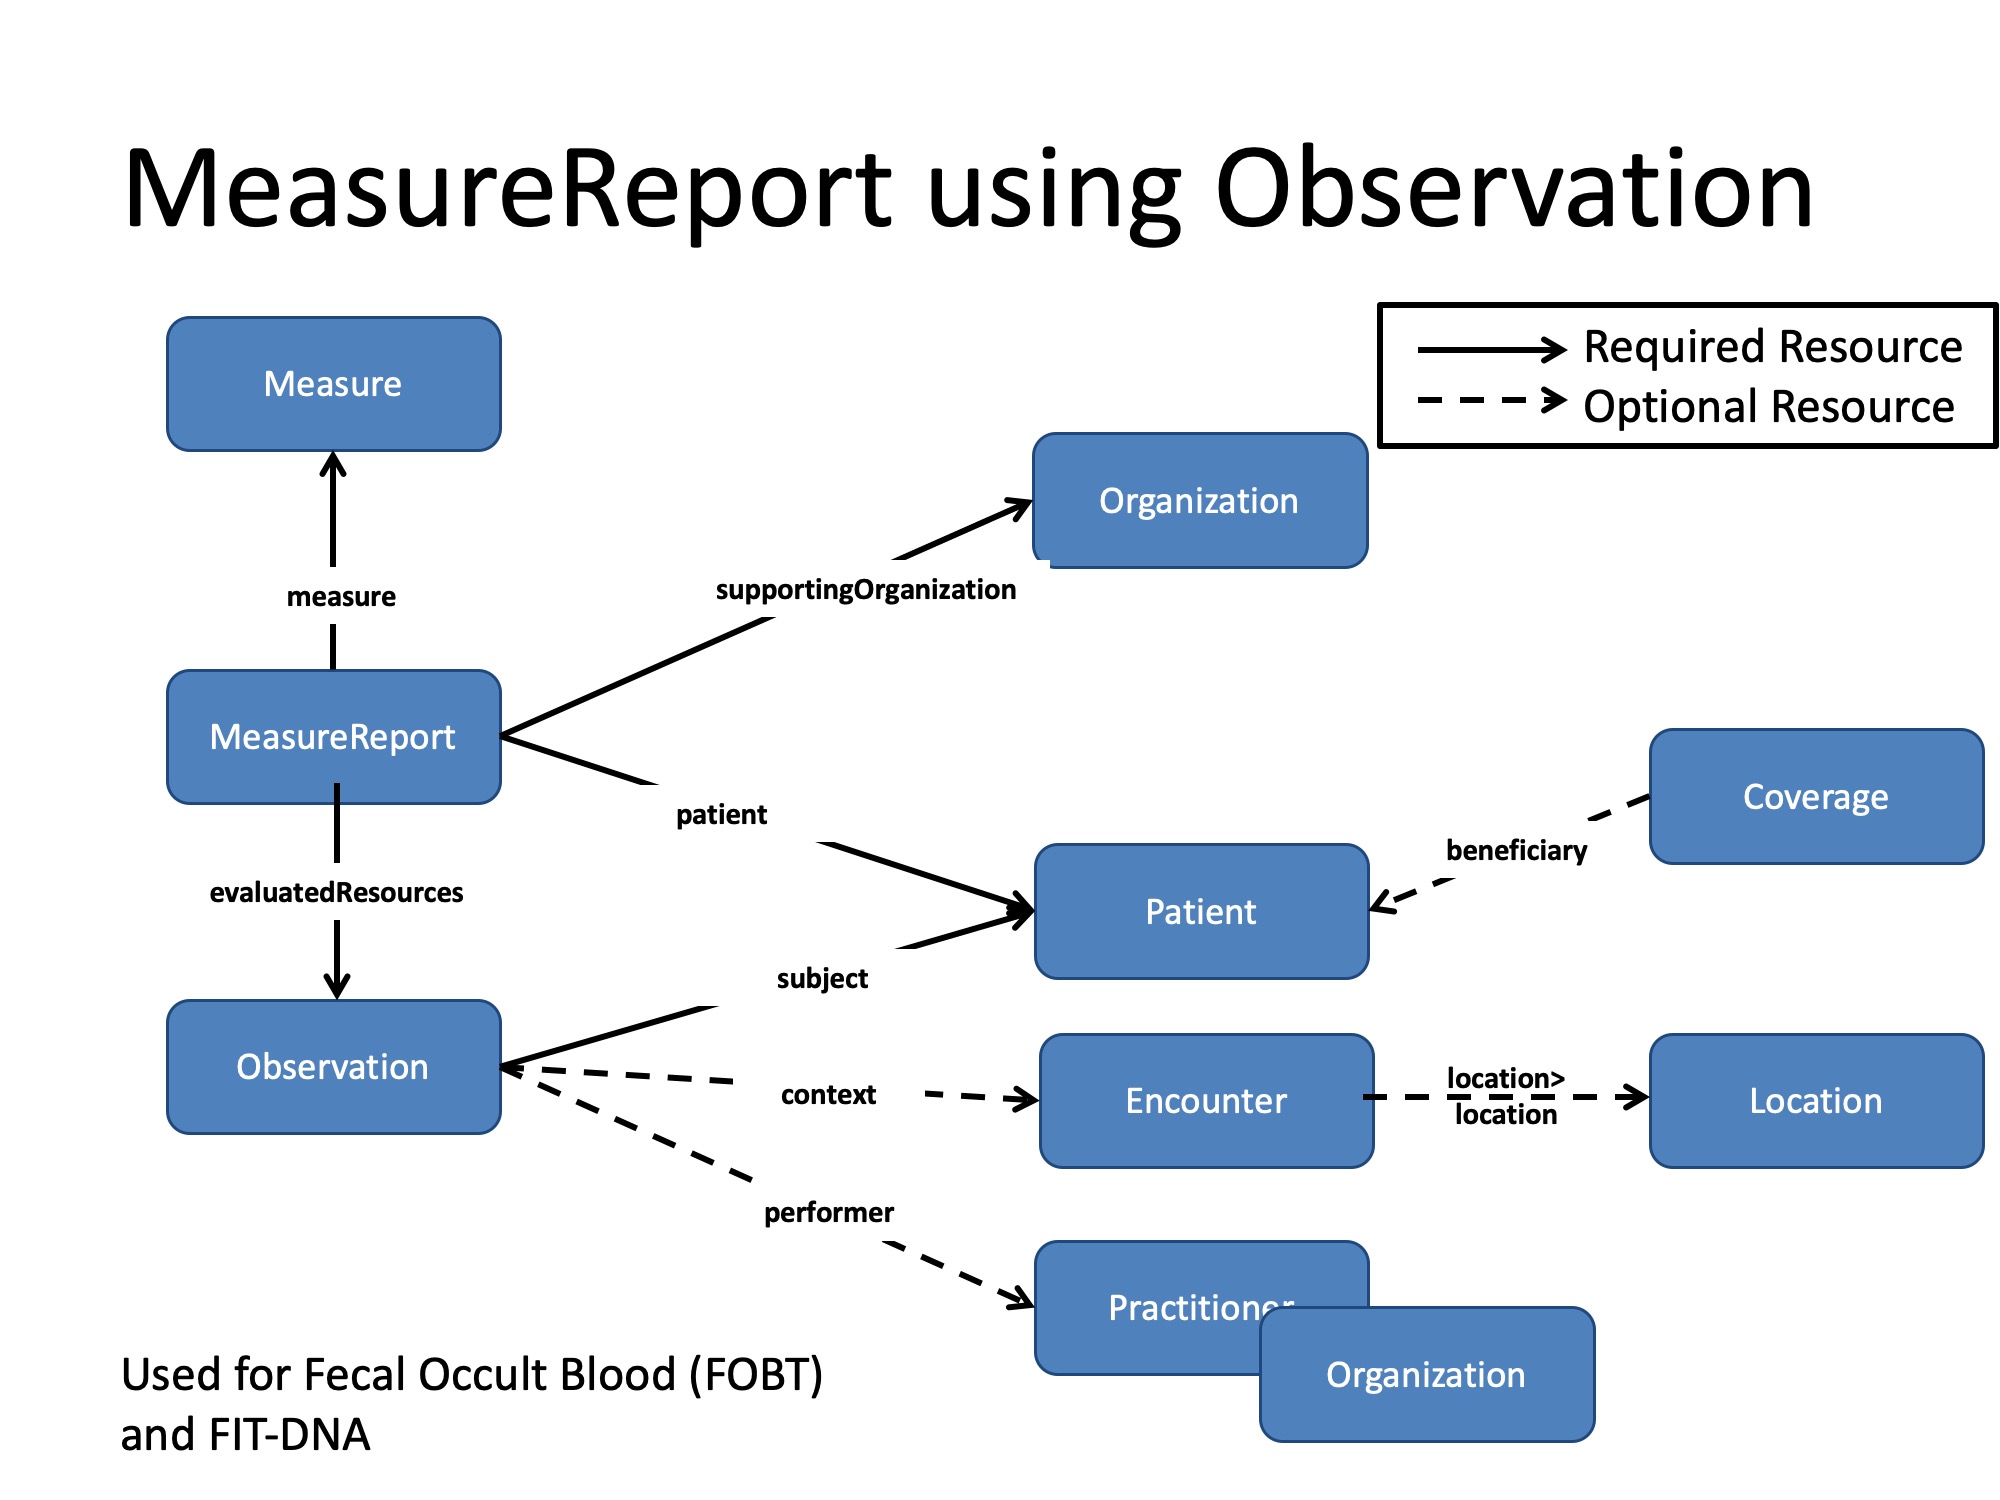 MeasureReport using Observation
Measure
Required Resource
Optional Resource
Organization
measure
supportingOrganization
MeasureReport
patient
Coverage
beneficiary
evaluatedResources
Patient
subject
Observation
context
Encounter
location>
location
Location
performer
Practitioner
Organization
Used for Fecal Occult Blood (FOBT)
and FIT-DNA